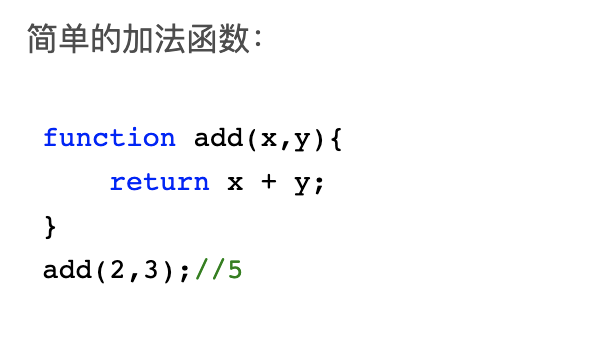 简单的加法函数：
function add(x,y){
    return x + y;
}
add(2,3);//5